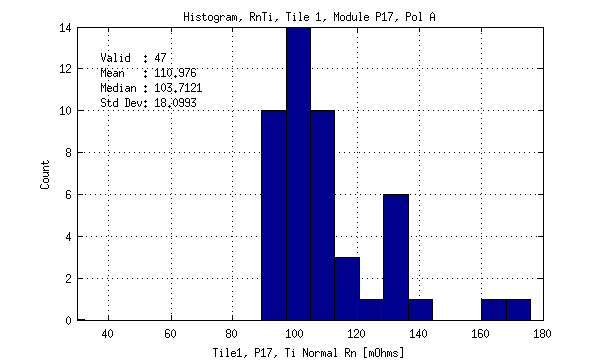 Histogram, RnTi, Tile 1, Module P17, Pol A
14
12
10
8
6
4
2
0
Count
Valid : 47
Mean : 110.976
Median : 103.7121
Std Dev: 18.0993
40 60 80 100 120 140 160 180
Tile1, P17, Ti Normal Rn [mOhms]